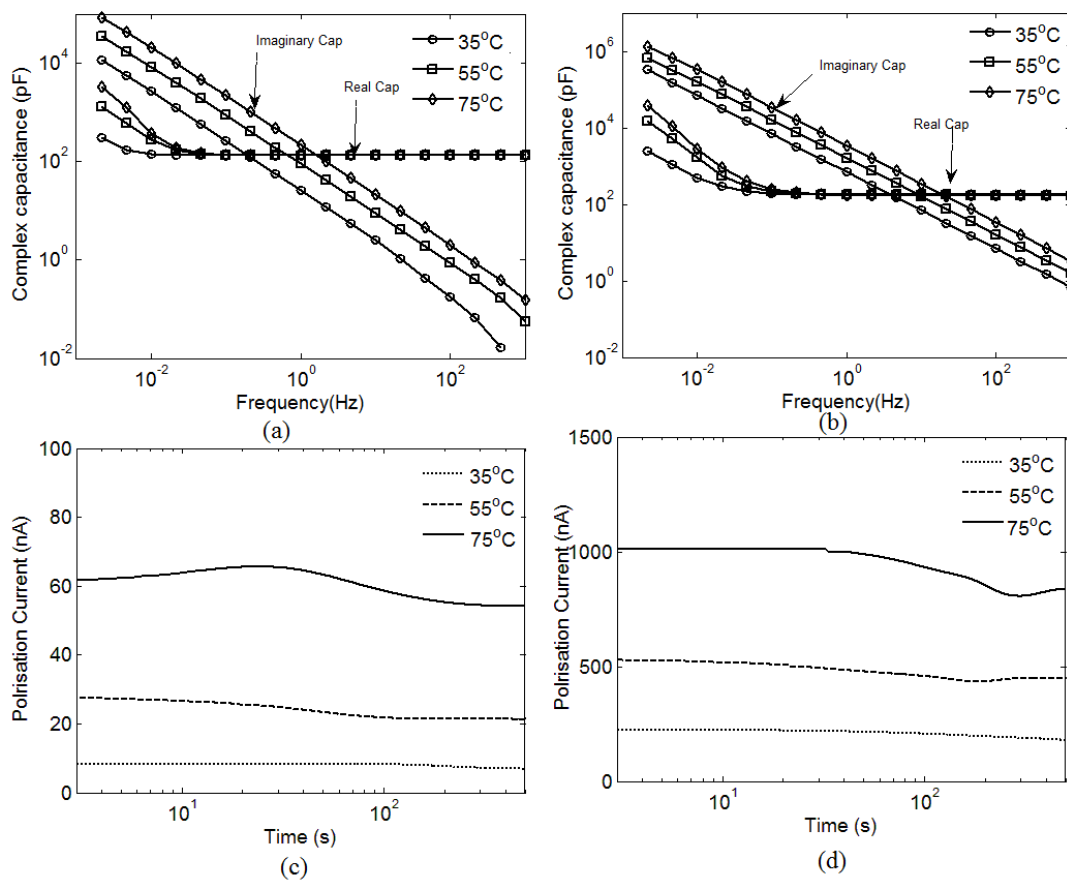 Complex capacitance (pF)
10^4
10^2
10^0
10^-2
Imaginary Cap
Real Cap
35°C
55°C
75°C
10^-2
10^0
10^2
Frequency(Hz)
(a)
Complex capacitance (pF)
10^6
10^4
10^2
10^0
10^-2
Imaginary Cap
Real Cap
35°C
55°C
75°C
10^-2
10^0
10^2
Frequency(Hz)
(b)
Polrisation Current (nA)
100
80
60
40
20
0
35°C
55°C
75°C
10^1
10^2
Time (s)
(c)
Polrisation Current (nA)
1500
1000
500
0
35°C
55°C
75°C
10^1
10^2
Time (s)
(d)